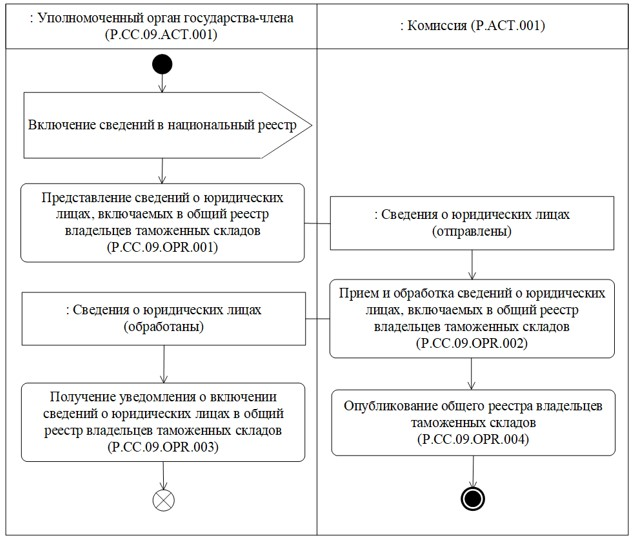 : Уполномоченный орган государства-члена
(P.CC.09.ACT.001)
: Комиссия (P.ACT.001)
Включение сведений в национальный реестр
Представление сведений о юридических
лицах, включаемых в общий реестр
владельцев таможенных складов
(P.CC.09.OPR.001)
: Сведения о юридических лицах
(отправлены)
Прием и обработка сведений о юридических
лицах, включаемых в общий реестр
владельцев таможенных складов
(P.CC.09.OPR.002)
: Сведения о юридических лицах
(обработаны)
Получение уведомления о включении
сведений о юридических лицах в общий
реестр владельцев таможенных складов
(P.CC.09.OPR.003)
Опубликование общего реестра владельцев
таможенных складов
(P.CC.09.OPR.004)